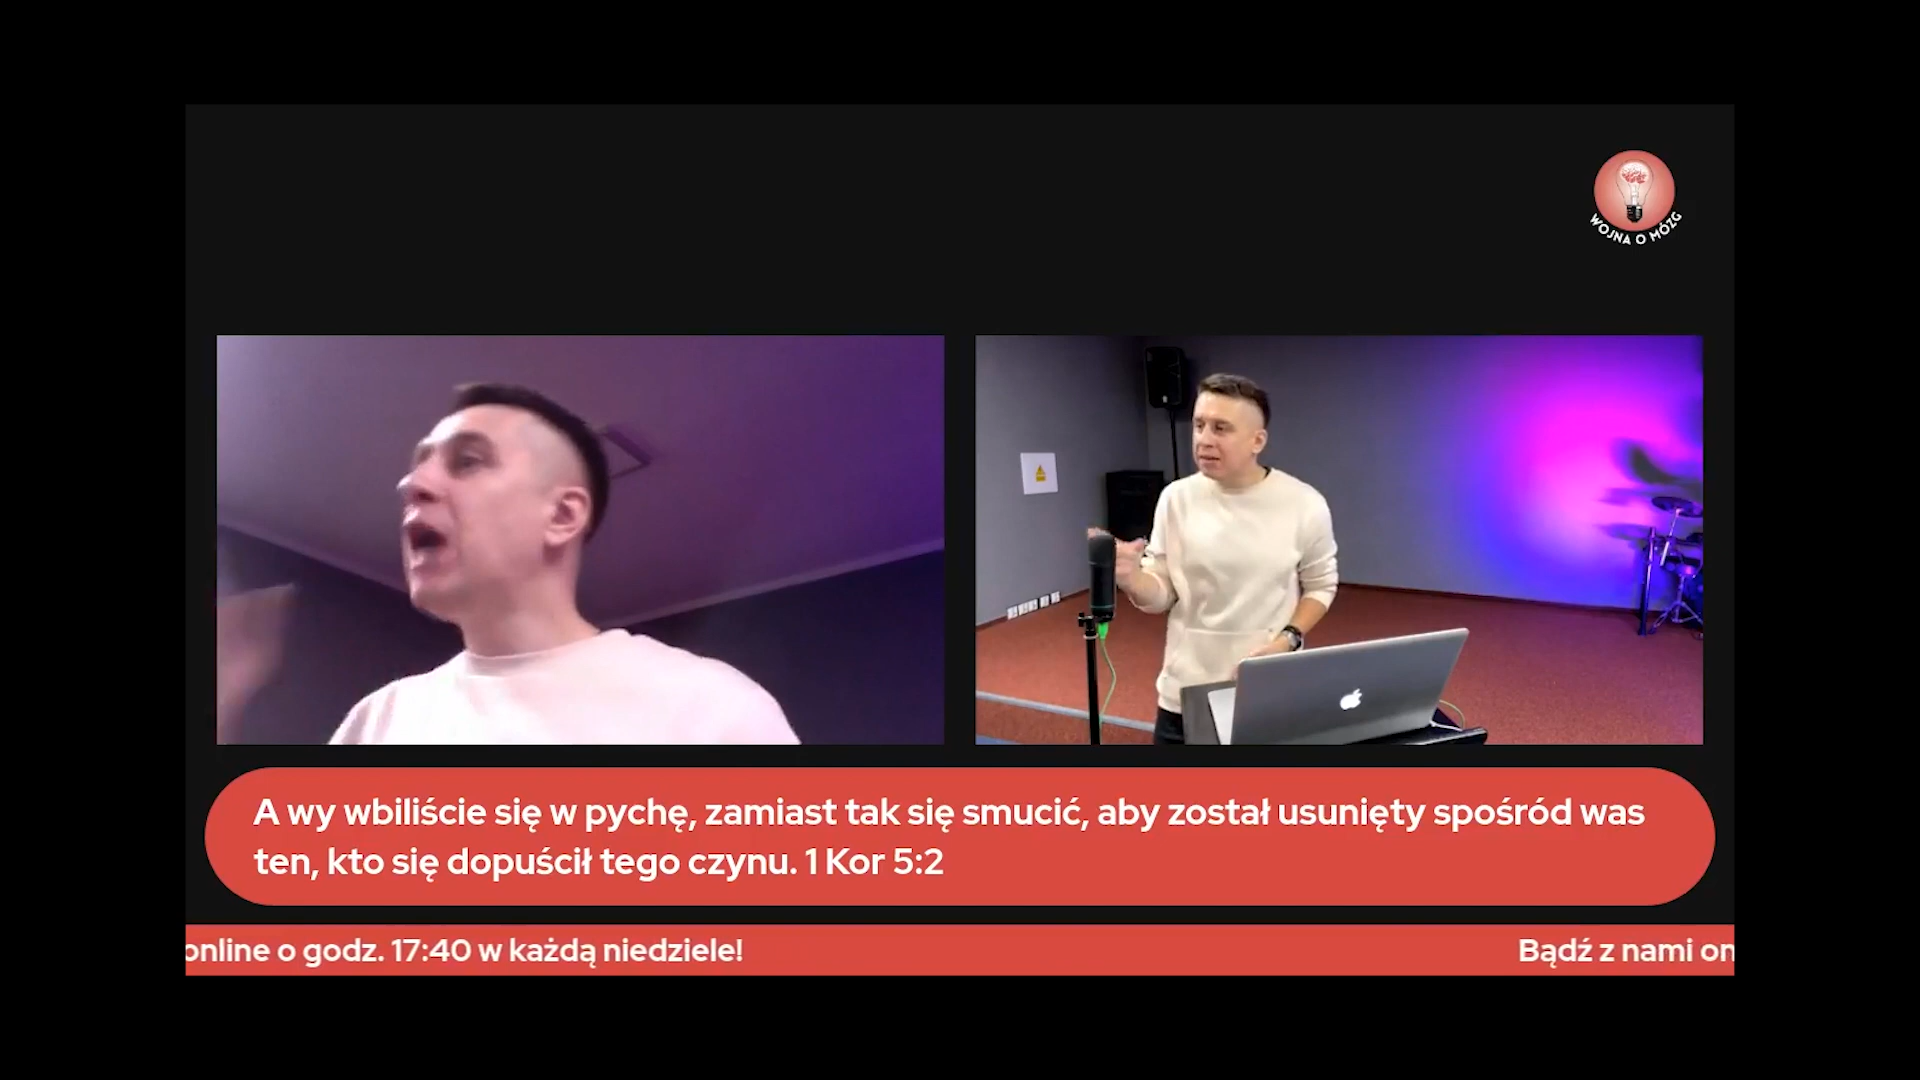 WOJNA O MÓZG
A wy wbiliście się w pychę, zamiast tak się smucić, aby został usunięty spośród was
ten, kto się dopuścił tego czynu. 1 Kor 5:2
online o godz. 17:40 w każdą niedziele!
Bądź z nami on